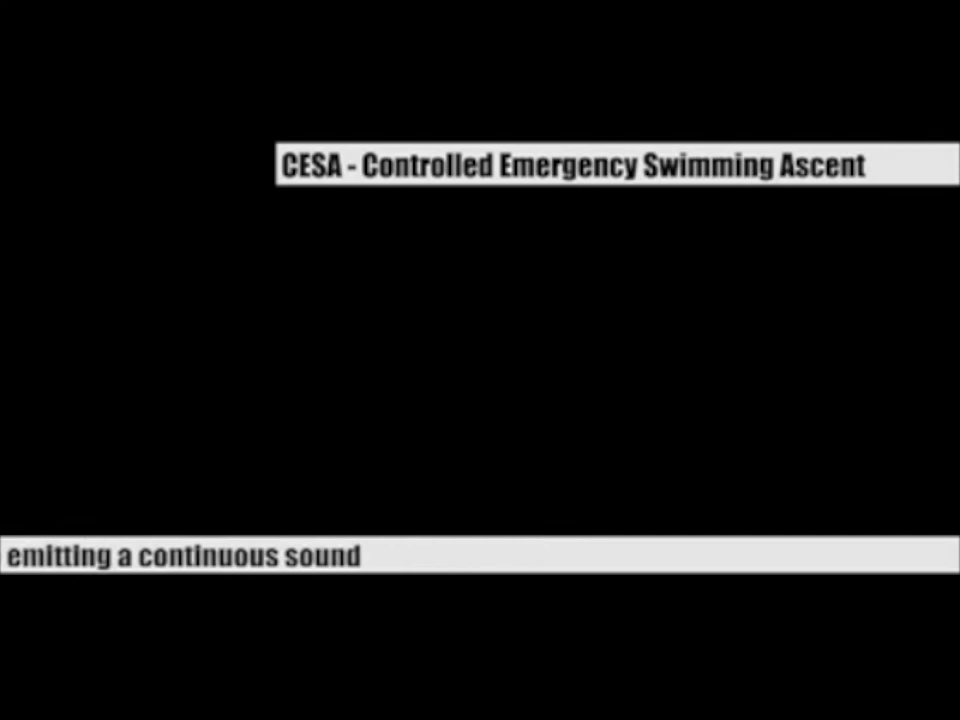 CESA - Controlled Emergency Swimming Ascent
emitting a continuous sound